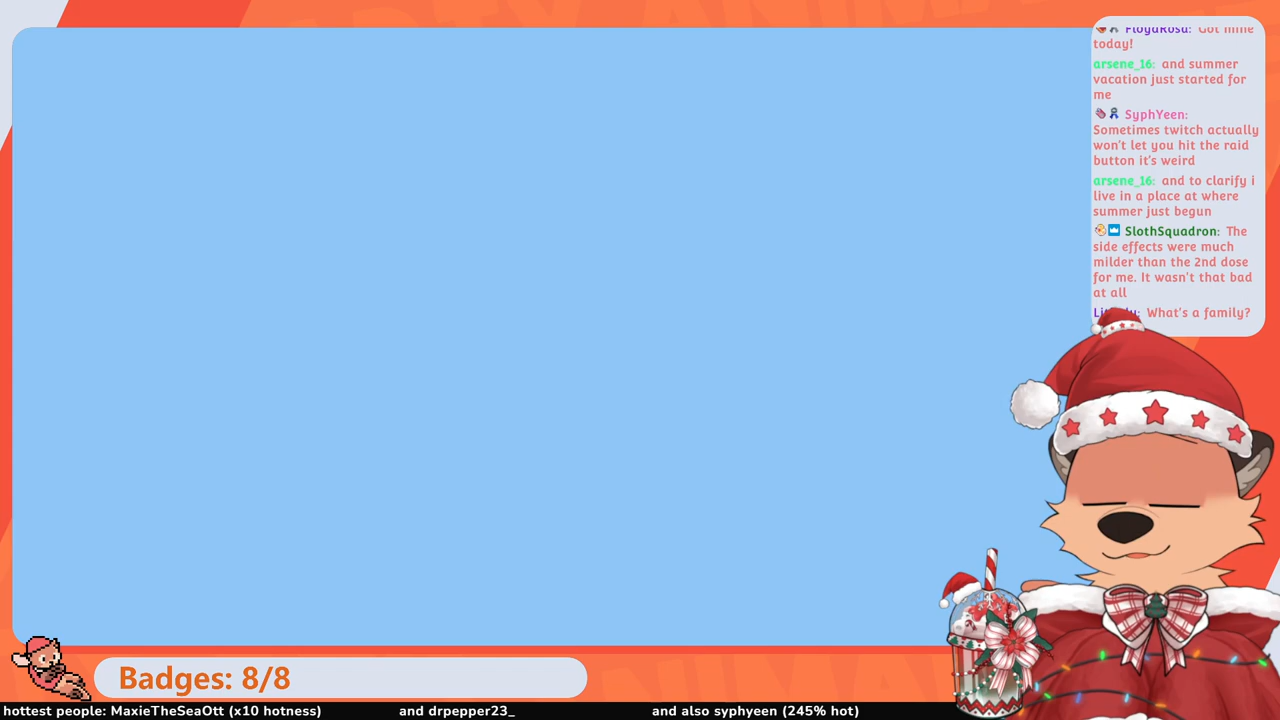 FloydRosa: Got mine
today!
arsene_16: and summer
vacation just started for
me
SyphYeen:
Sometimes twitch actually
won't let you hit the raid
button it's weird
arsene_16: and to clarify i
live in a place at where
summer just begun
SlothSquadron: The
side effects were much
milder than the 2nd dose
for me. It wasn't that bad
at all
What's a family?
Badges: 8/8
hottest people: MaxieTheSeaOtt (x10 hotness) and drpepper23_ and also syphyeen (245% hot)